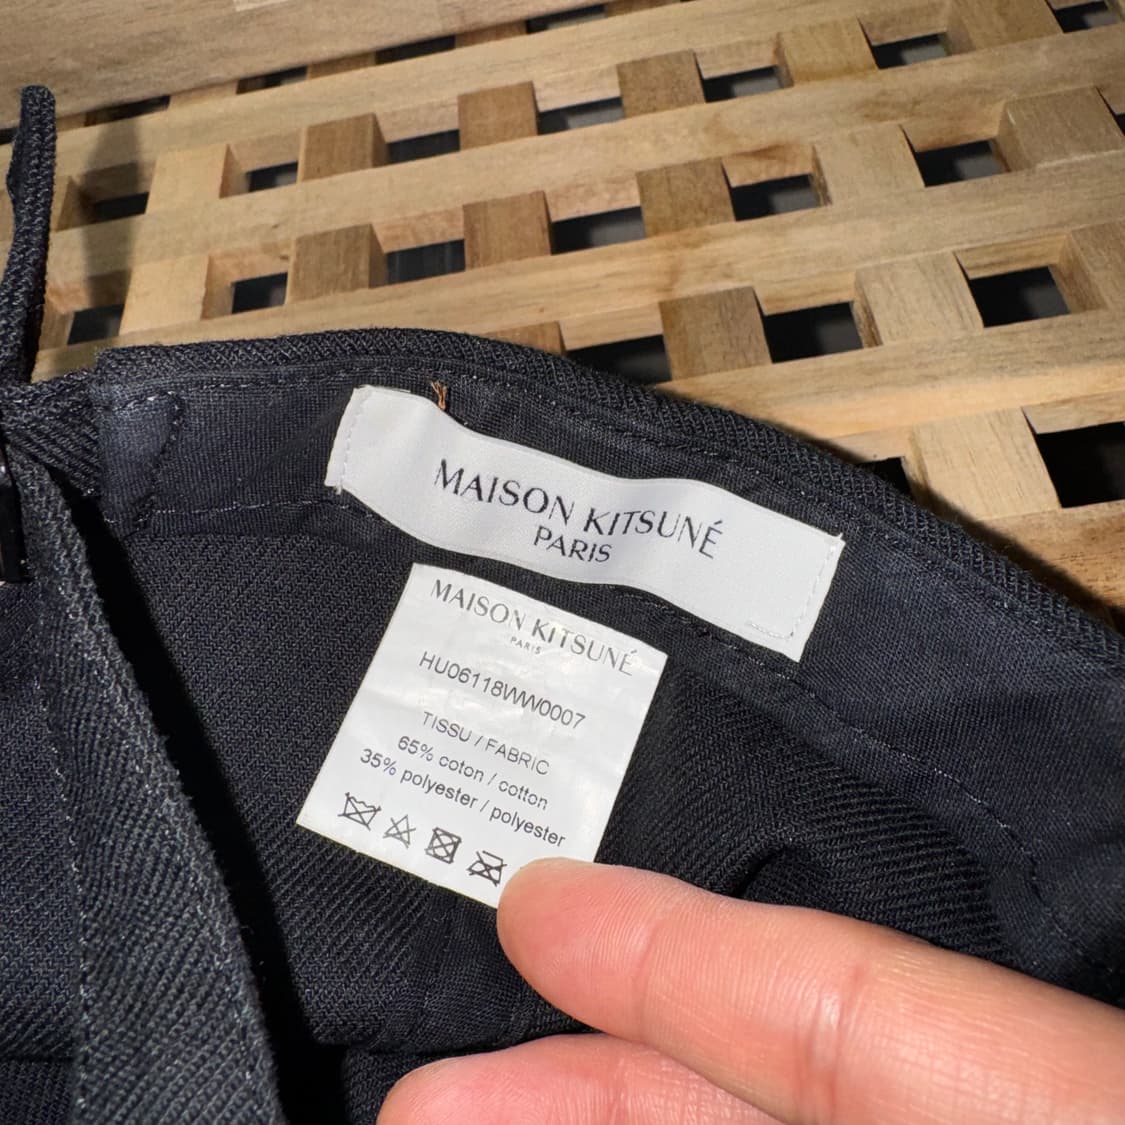 MAISON KITSUNÉ
PARIS
MAISON KITSUNÉ
PARIS
HU06118WW0007
TISSU / FABRIC
65% coton / cotton
35% polyester / polyester